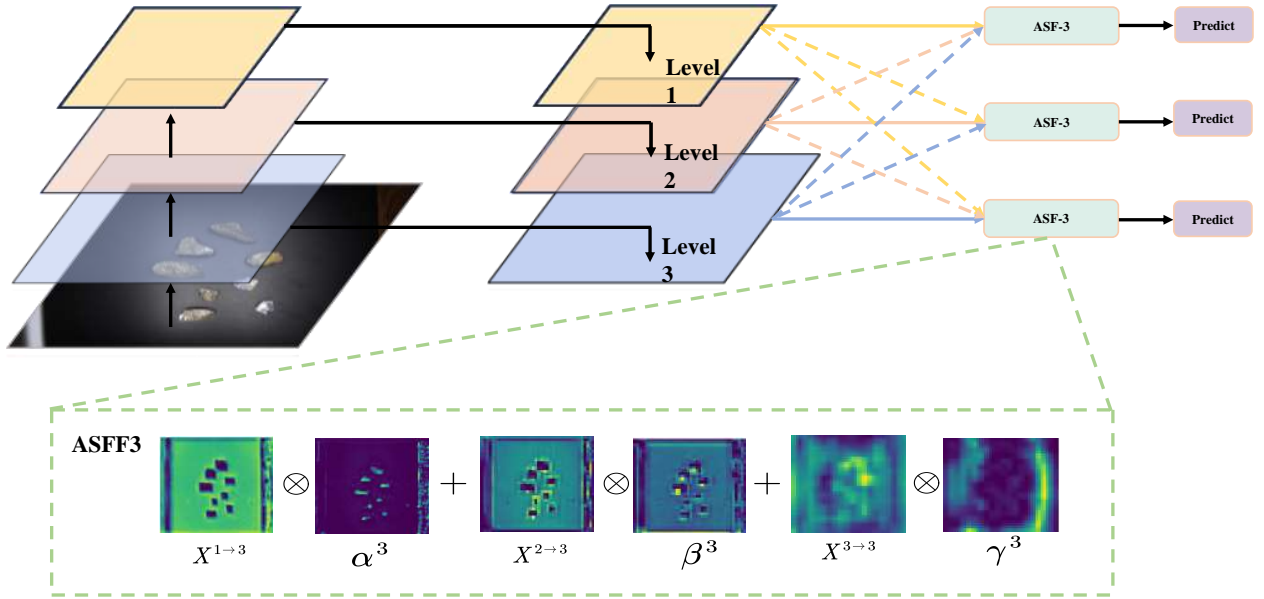 Level
1
ASF-3
Predict
Level
2
ASF-3
Predict
Level
3
ASF-3
Predict
ASFF3
⊗ + ⊗ + ⊗
X^{1→3} α^3 X^{2→3} β^3 X^{3→3} γ^3